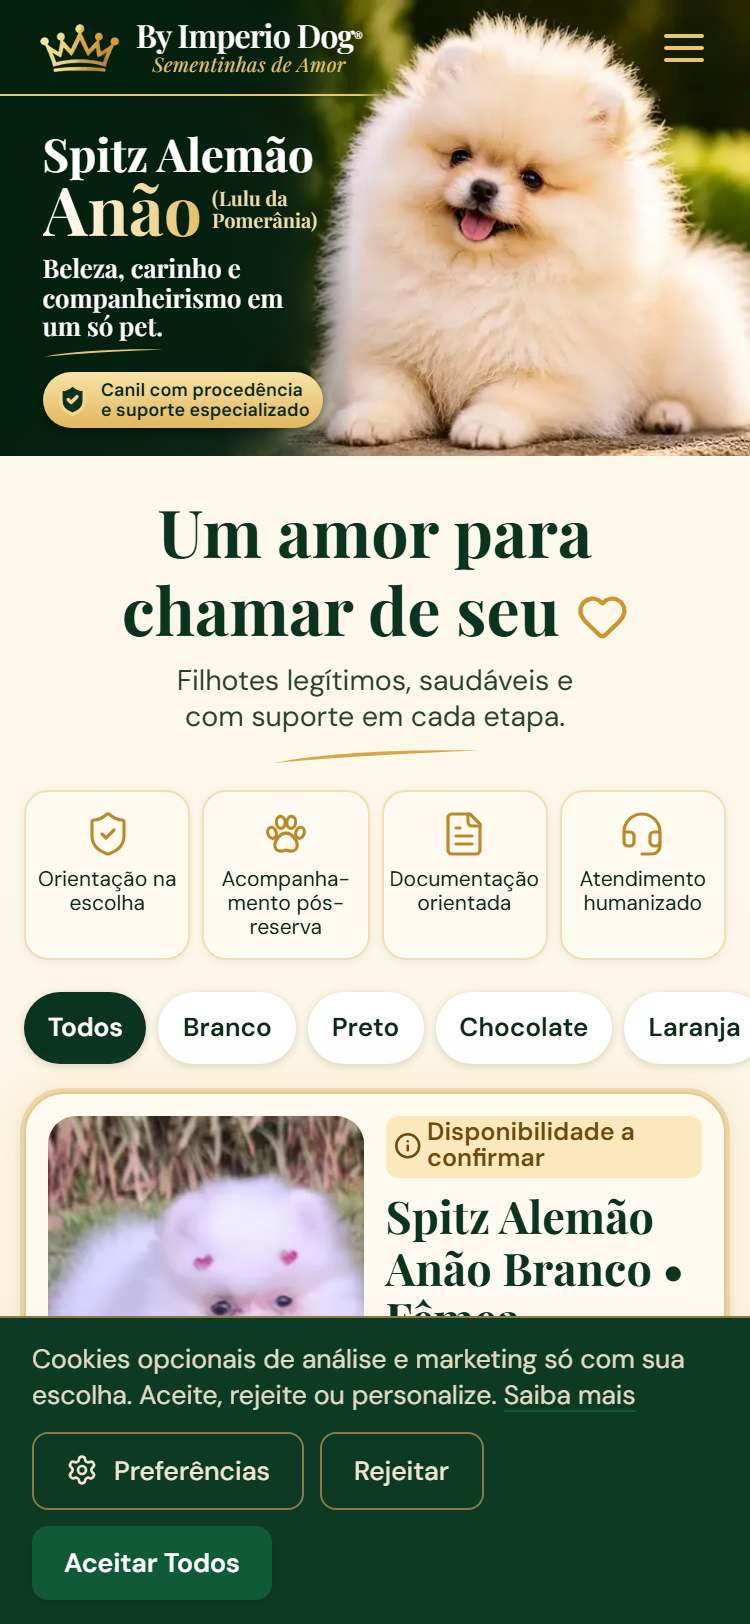 By Imperio Dog®
Sementinhas de Amor
Spitz Alemão
Anão (Lulu da
Pomerânia)
Beleza, carinho e
companheirismo em
um só pet.
Canil com procedência
e suporte especializado
Um amor para
chamar de seu
Filhotes legítimos, saudáveis e
com suporte em cada etapa.
Orientação na
escolha
Acompanha-
mento pós-
reserva
Documentação
orientada
Atendimento
humanizado
Todos
Branco
Preto
Chocolate
Laranja
Disponibilidade a
confirmar
Spitz Alemão
Anão Branco •
Fêmea
Cookies opcionais de análise e marketing só com sua
escolha. Aceite, rejeite ou personalize. Saiba mais
Preferências
Rejeitar
Aceitar Todos